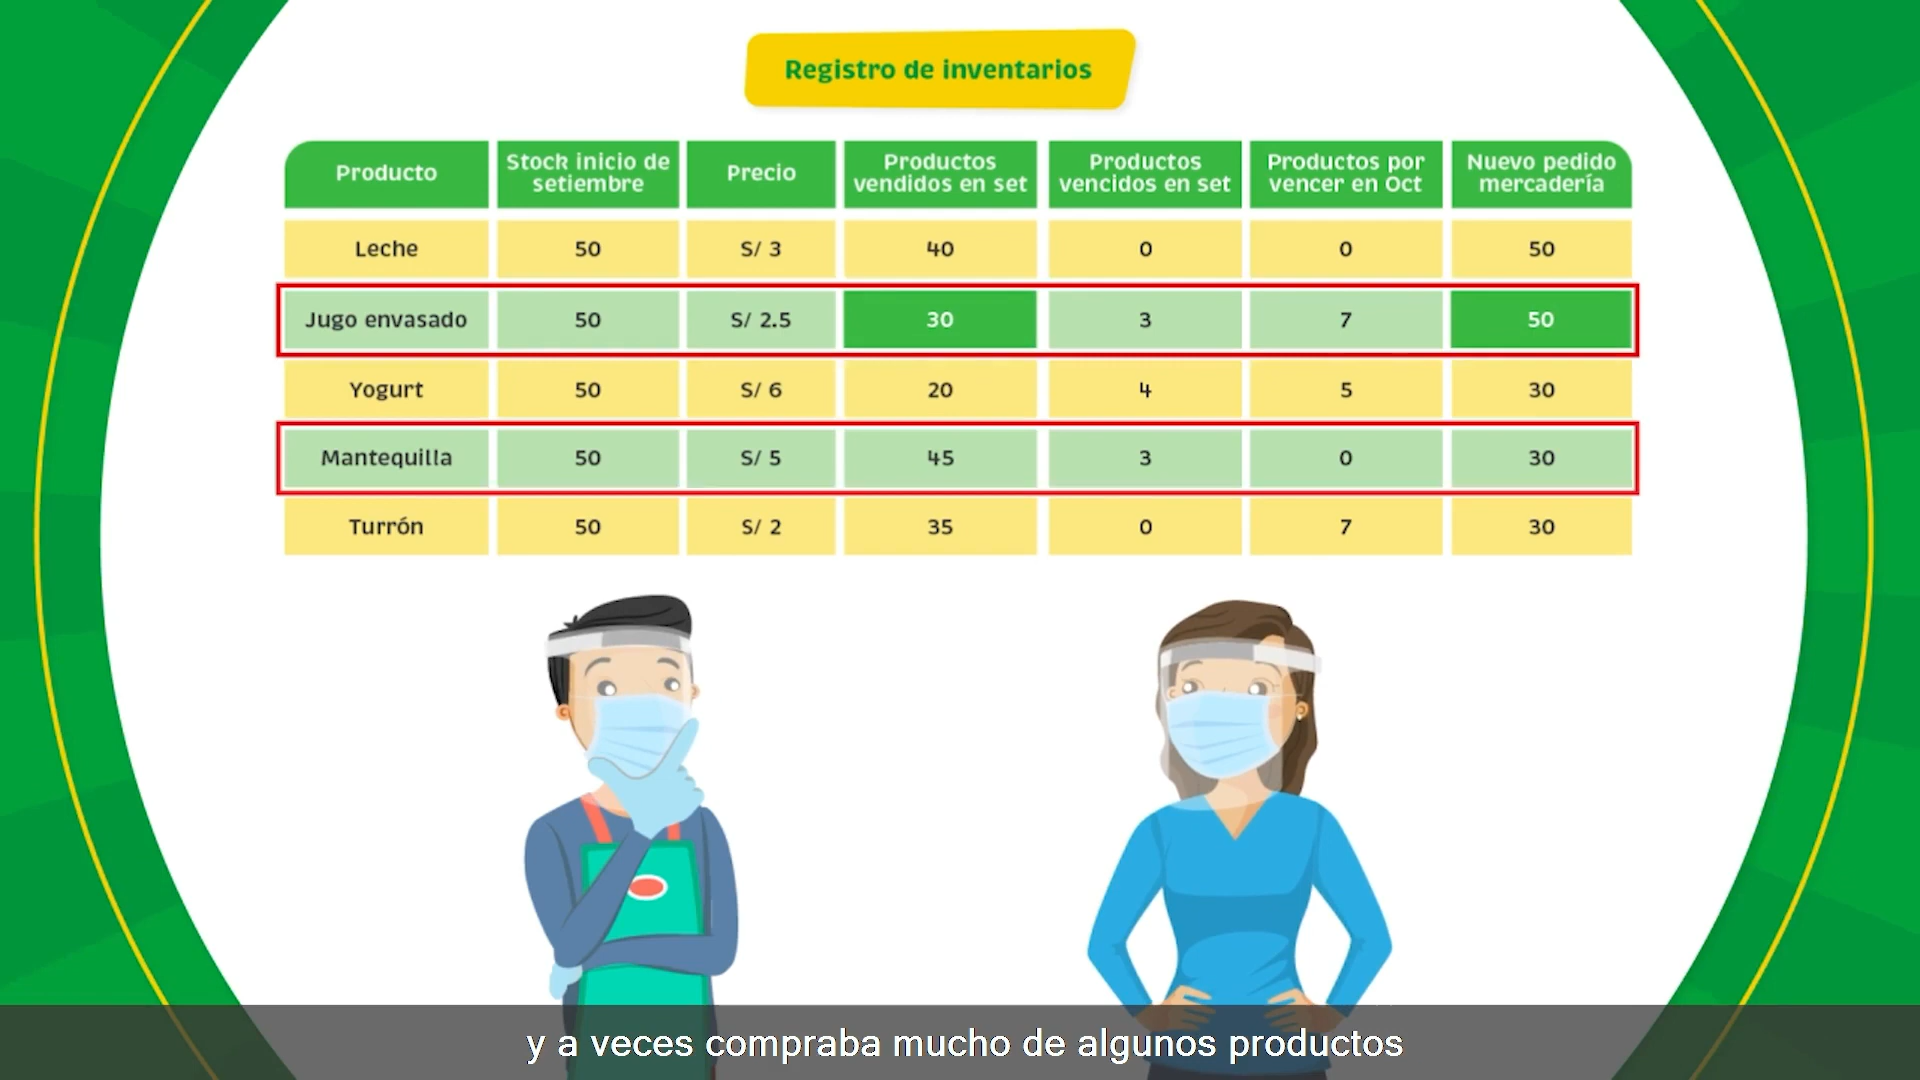 Registro de inventarios
Producto
Stock inicio de
setiembre
Precio
Productos
vendidos en set
Productos
vencidos en set
Productos por
vencer en Oct
Nuevo pedido
mercadería
Leche 50 S/ 3 40 0 0 50
Jugo envasado 50 S/ 2.5 30 3 7 50
Yogurt 50 S/ 6 20 4 5 30
Mantequilla 50 S/ 5 45 3 0 30
Turrón 50 S/ 2 35 0 7 30
y a veces compraba mucho de algunos productos